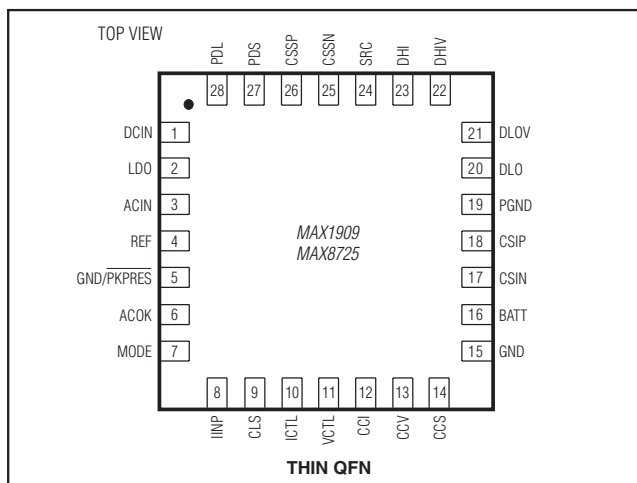 TOP VIEW
PDL
PDS
CSSP
CSSN
SRC
DHI
DHIV
28
27
26
25
24
23
22
DCIN 1
LDO 2
ACIN 3
REF 4
GND/PKPRES 5
ACOK 6
MODE 7
21 DLOV
20 DLO
19 PGND
18 CSIP
17 CSIN
16 BATT
15 GND
MAX1909
MAX8725
8
9
10
11
12
13
14
IINP
CLS
ICTL
VCTL
CCI
CCV
CCS
THIN QFN